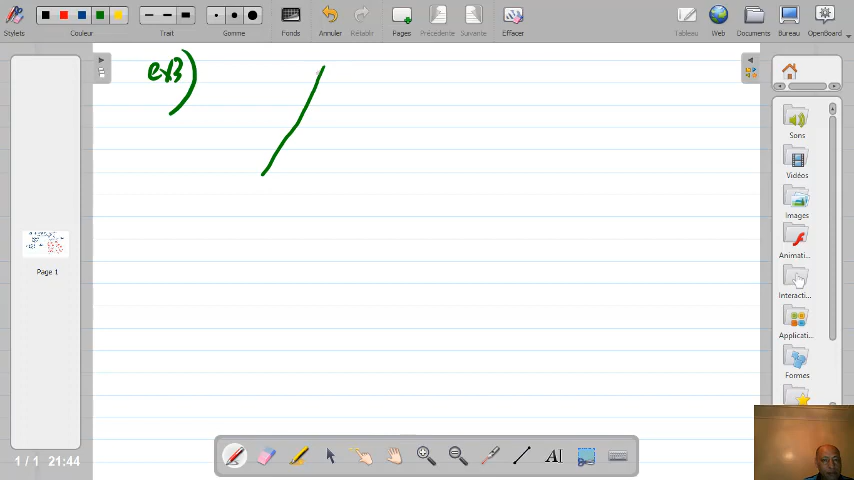 Stylets Couleur Trait Gomme Fonds Annuler Rétablir Pages Précédente Suivante Effacer Tableau Web Documents Bureau OpenBoard
ex3)
Sons
Vidéos
Images
Animati...
Interacti...
Applicati...
Formes
Page 1
1 / 1 21:44